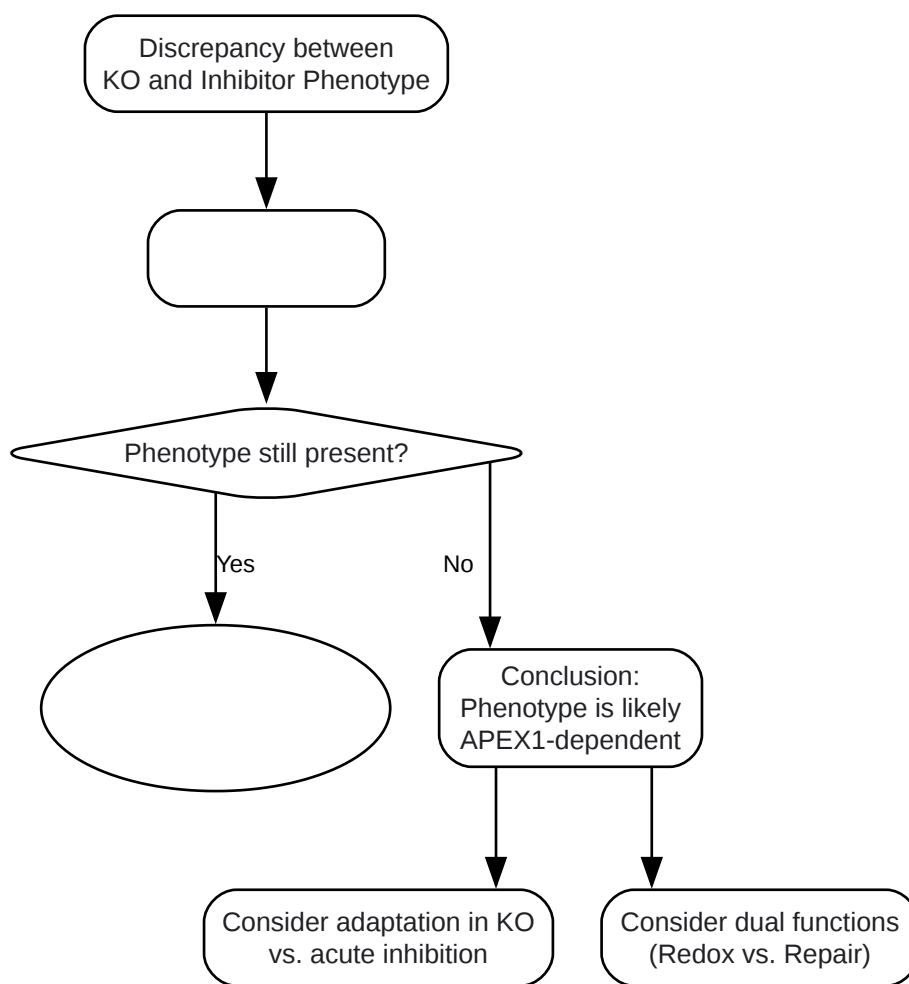 Discrepancy between
KO and Inhibitor Phenotype
Phenotype still present?
Yes
No
Conclusion:
Phenotype is likely
APEX1-dependent
Consider adaptation in KO
vs. acute inhibition
Consider dual functions
(Redox vs. Repair)